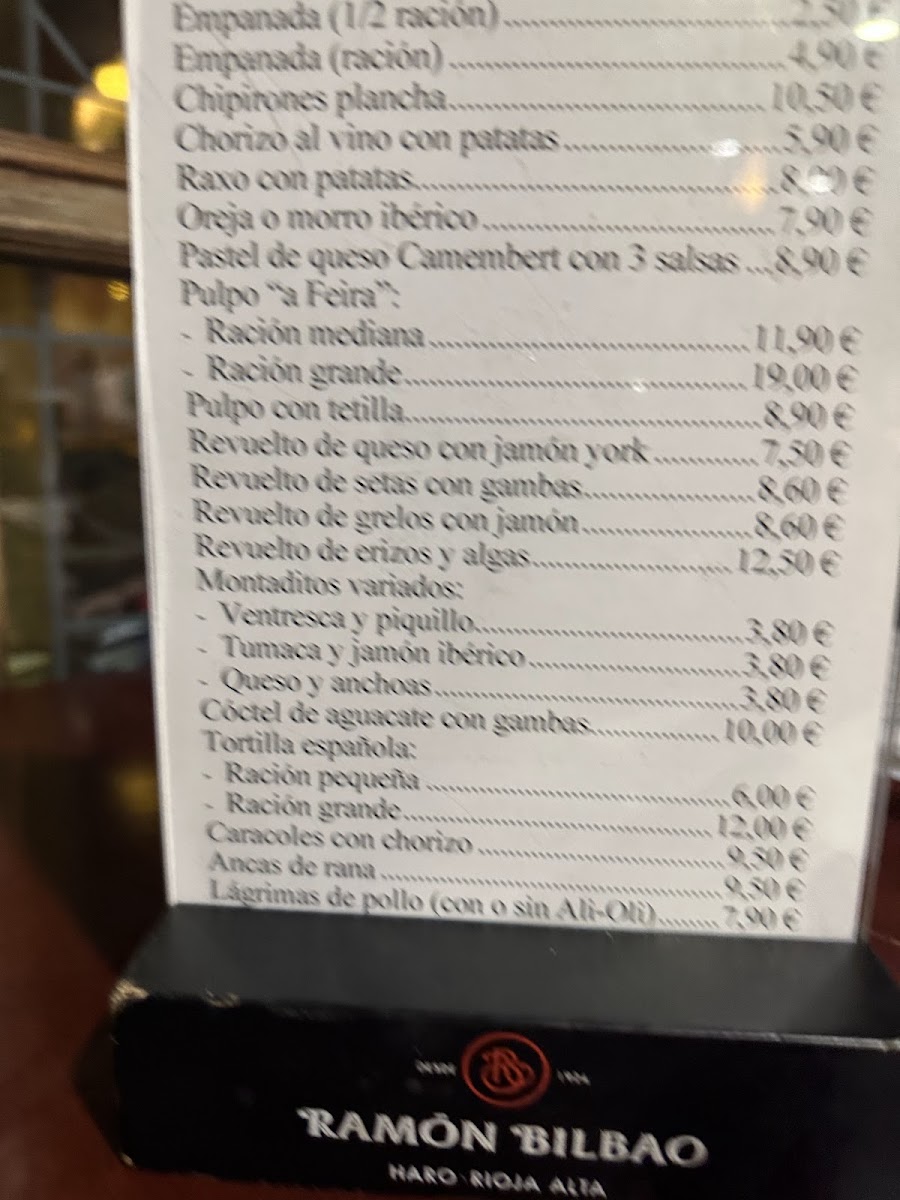 Empanada (1/2 ración) 2,50 €
Empanada (ración) 4,90 €
Chipirones plancha 10,50 €
Chorizo al vino con patatas 5,90 €
Raxo con patatas
Oreja o morro ibérico 7,90 €
Pastel de queso Camembert con 3 salsas ...8,90 €
Pulpo “a Feira”:
- Ración mediana 11,90 €
- Ración grande 19,00 €
Pulpo con tetilla 8,90 €
Revuelto de queso con jamón york 7,50 €
Revuelto de setas con gambas 8,60 €
Revuelto de grelos con jamón 8,60 €
Revuelto de erizos y algas 12,50 €
Montaditos variados:
- Ventresca y piquillo 3,80 €
- Tumaca y jamón ibérico 3,80 €
- Queso y anchoas 3,80 €
Cóctel de aguacate con gambas 10,00 €
Tortilla española:
- Ración pequeña 6,00 €
- Ración grande 12,00 €
Caracoles con chorizo 9,50 €
Ancas de rana 9,50 €
Lágrimas de pollo (con o sin Ali-Oli) 7,90 €
RAMÓN BILBAO
HARO · RIOJA ALTA